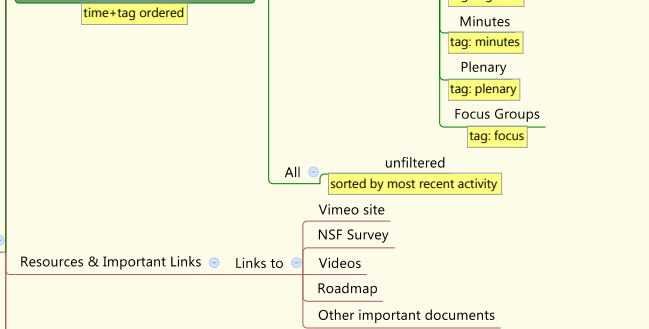 time+tag ordered
Minutes
tag: minutes
Plenary
tag: plenary
Focus Groups
tag: focus
All
unfiltered
sorted by most recent activity
Resources & Important Links
Links to
Vimeo site
NSF Survey
Videos
Roadmap
Other important documents